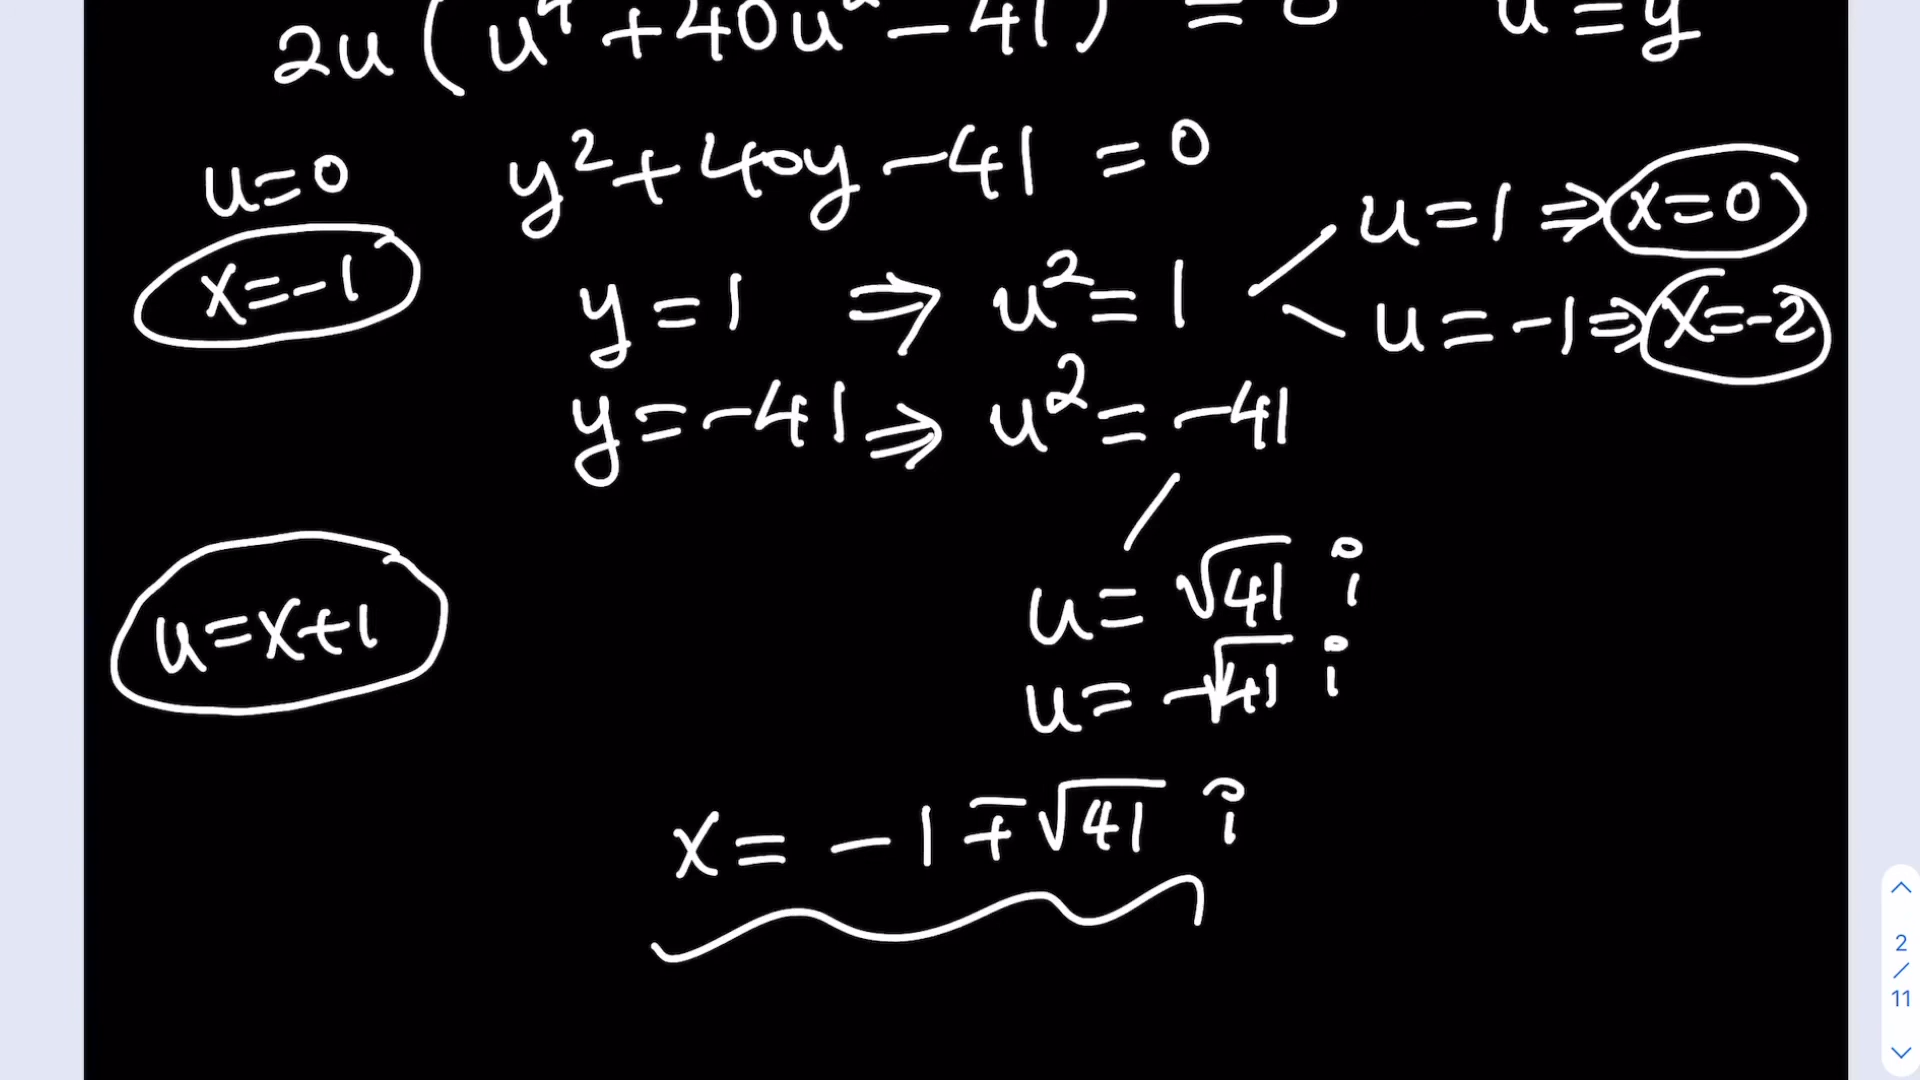 2u(u⁴+40u²-41) = 0 u²=y
u=0 y²+40y-41 =0
x=-1
y=1 ⇒ u²=1
u=1⇒x=0
u=-1⇒x=-2
y=-41⇒ u²=-41
u=x+1
u= √41 i
u= -√41 i
x= -1∓√41 i
2
/
11